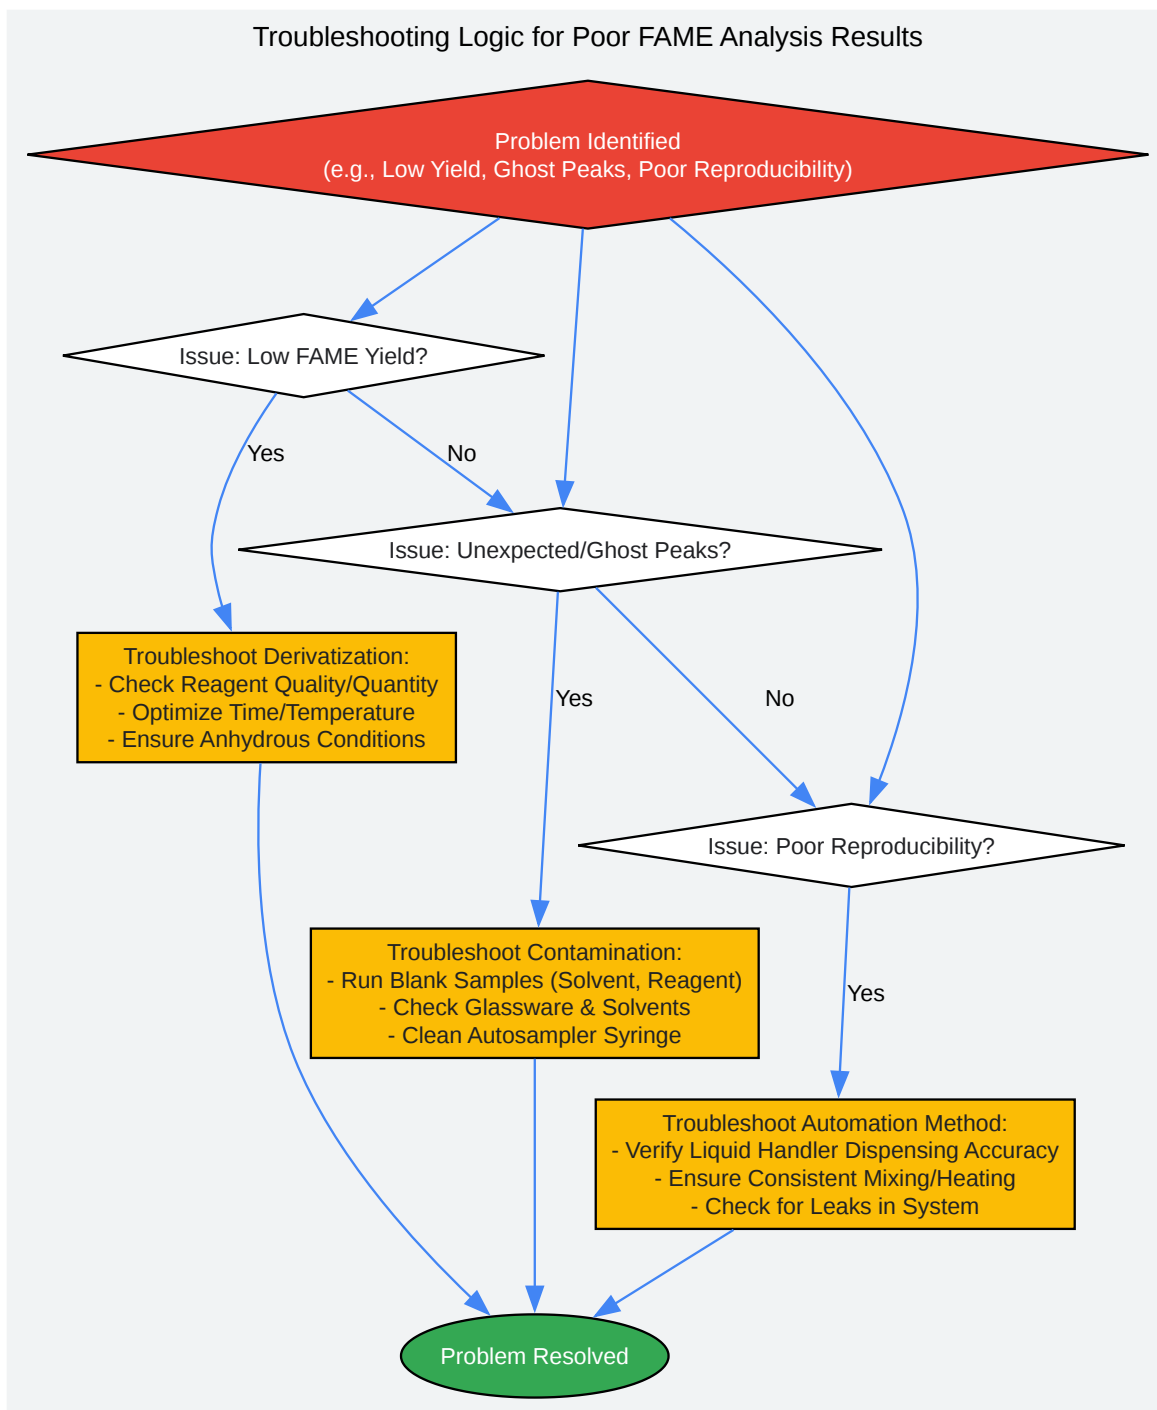 Troubleshooting Logic for Poor FAME Analysis Results
Problem Identified
(e.g., Low Yield, Ghost Peaks, Poor Reproducibility)
Issue: Low FAME Yield?
Yes
No
Issue: Unexpected/Ghost Peaks?
Troubleshoot Derivatization:
- Check Reagent Quality/Quantity
- Optimize Time/Temperature
- Ensure Anhydrous Conditions
Yes
No
Issue: Poor Reproducibility?
Troubleshoot Contamination:
- Run Blank Samples (Solvent, Reagent)
- Check Glassware & Solvents
- Clean Autosampler Syringe
Yes
Troubleshoot Automation Method:
- Verify Liquid Handler Dispensing Accuracy
- Ensure Consistent Mixing/Heating
- Check for Leaks in System
Problem Resolved